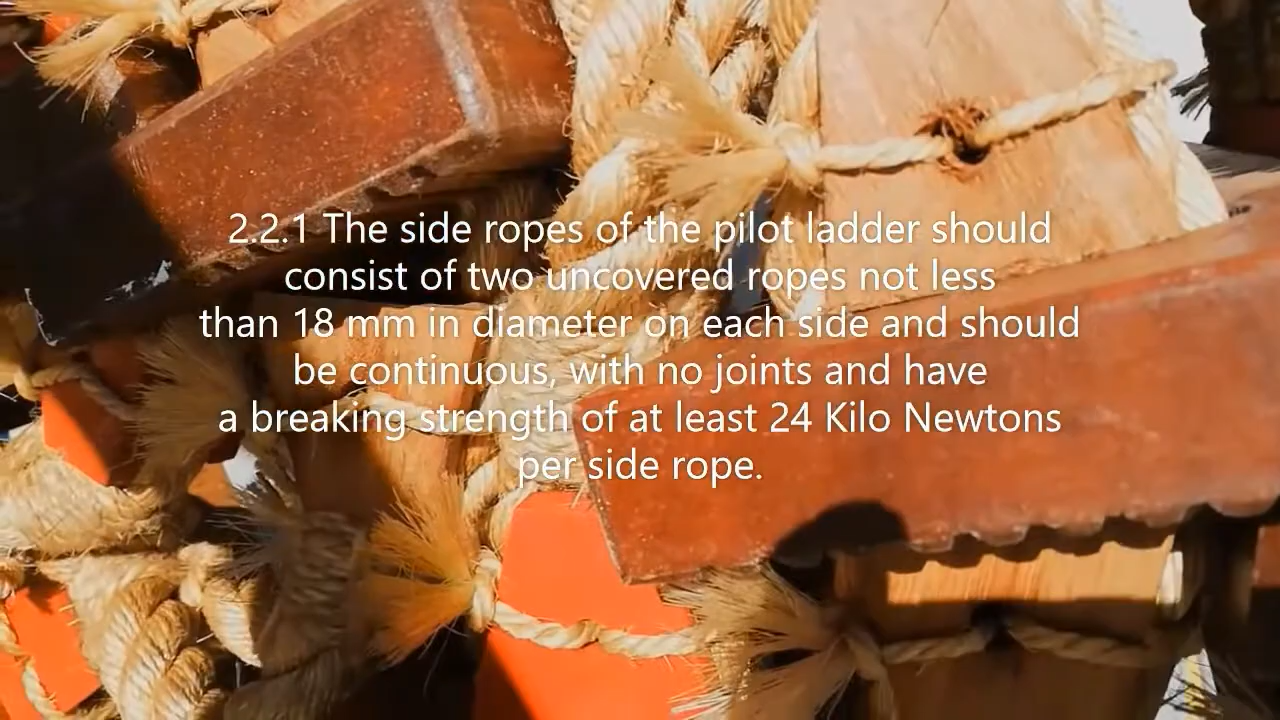 2.2.1 The side ropes of the pilot ladder should
consist of two uncovered ropes not less
than 18 mm in diameter on each side and should
be continuous, with no joints and have
a breaking strength of at least 24 Kilo Newtons
per side rope.